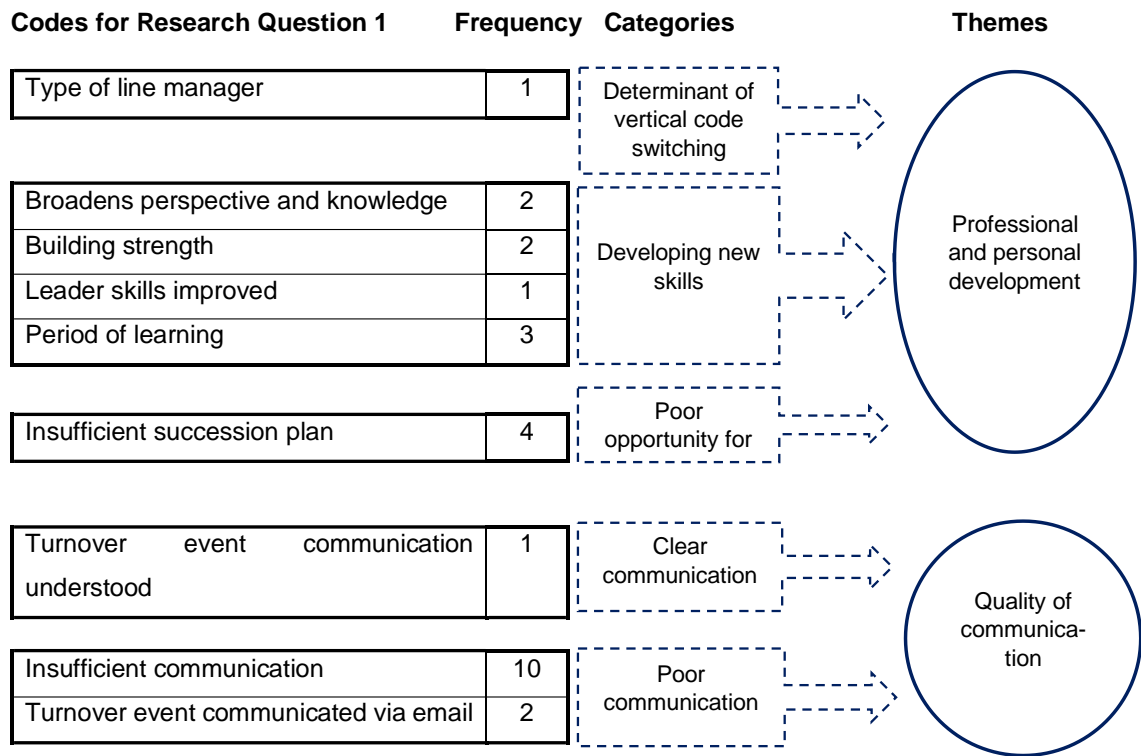 Codes for Research Question 1 Frequency Categories Themes
Type of line manager 1
Determinant of
vertical code
switching
Broadens perspective and knowledge 2
Building strength 2
Leader skills improved 1
Period of learning 3
Developing new
skills
Professional
and personal
development
Insufficient succession plan 4
Poor
opportunity for
Turnover event communication
understood
1
Clear
communication
Insufficient communication 10
Turnover event communicated via email 2
Poor
communication
Quality of
communica-
tion